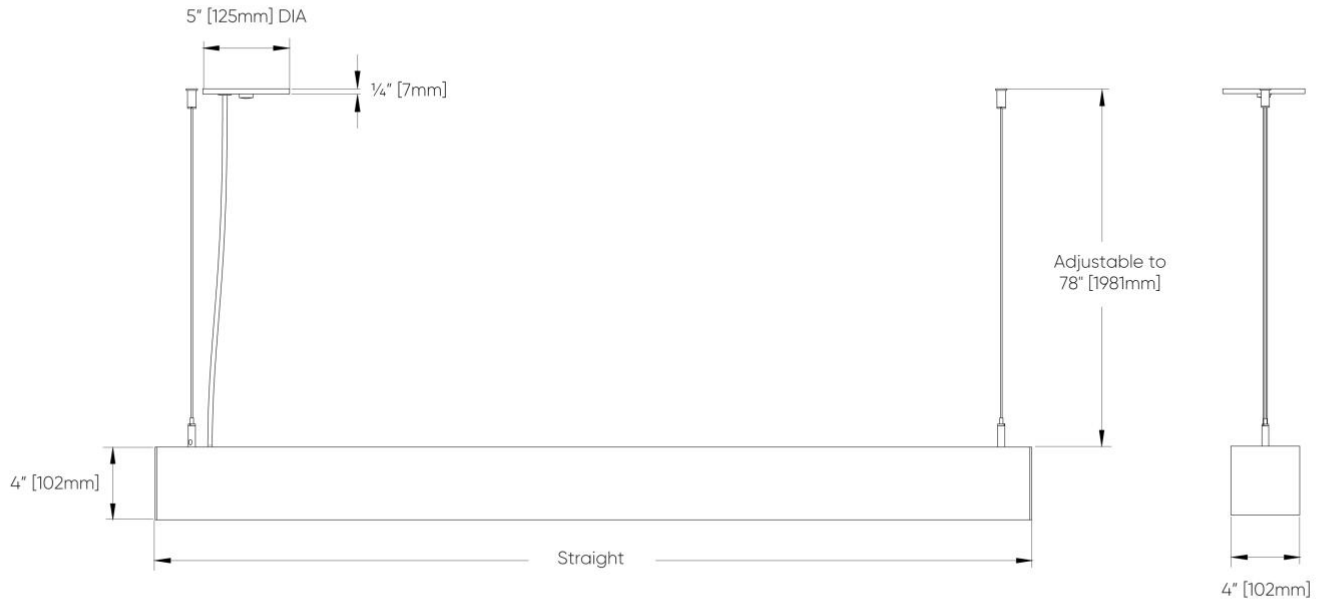 5" [125mm] DIA
¼" [7mm]
Adjustable to
78" [1981mm]
4" [102mm]
Straight
4" [102mm]